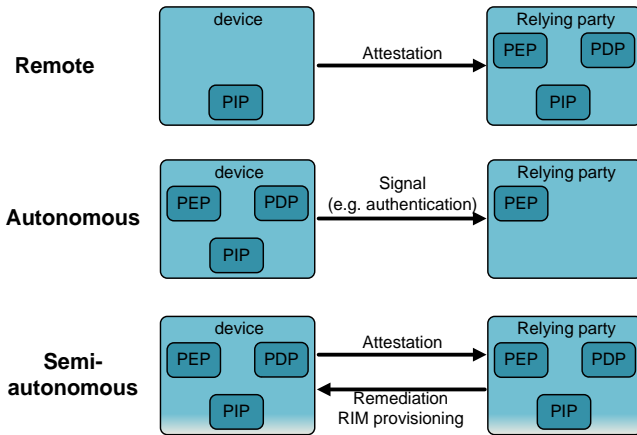 device
Relying party
Remote
Attestation
PEP
PDP
PIP
PIP
device
Relying party
Autonomous
PEP
PDP
Signal
(e.g. authentication)
PEP
PIP
device
Relying party
Semi-
autonomous
PEP
PDP
Attestation
PEP
PDP
Remediation
RIM provisioning
PIP
PIP